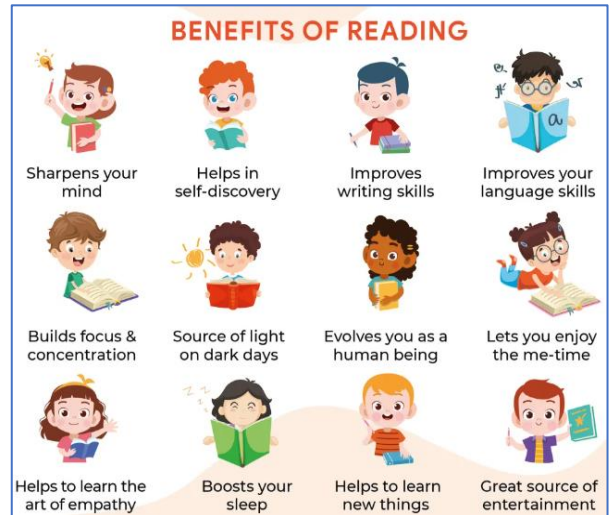 BENEFITS OF READING
Sharpens your
mind
Helps in
self-discovery
Improves
writing skills
Improves your
language skills
a
Builds focus &
concentration
Source of light
on dark days
Evolves you as a
human being
Lets you enjoy
the me-time
Helps to learn the
art of empathy
Boosts your
sleep
Helps to learn
new things
Great source of
entertainment